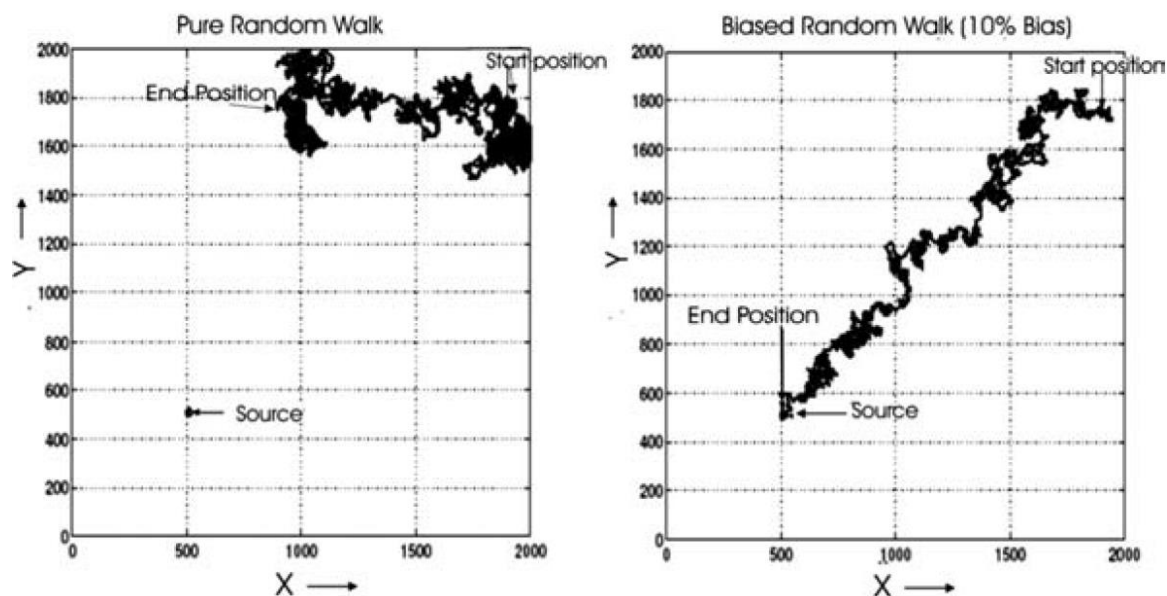 Pure Random Walk
2000
1800
1600
1400
1200
1000
800
600
400
200
0
0 500 1000 1500 2000
Y
X
Start position
End Position
Source
Biased Random Walk (10% Bias)
2000
1800
1600
1400
1200
1000
800
600
400
200
0
0 500 1000 1500 2000
Y
X
Start position
End Position
Source